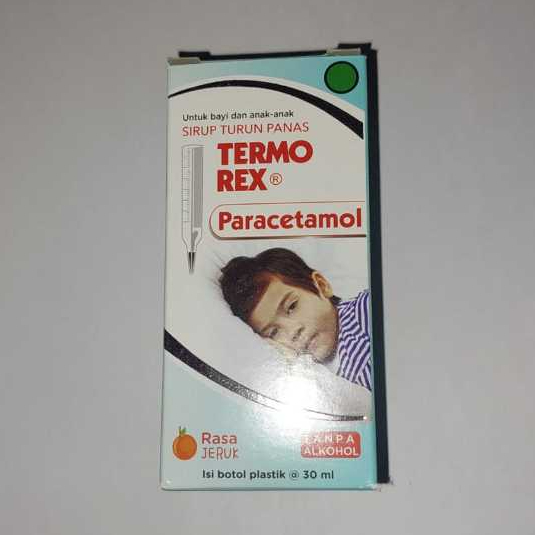 Untuk bayi dan anak-anak
SIRUP TURUN PANAS
TERMO
REX®
Paracetamol
Rasa
JERUK
TANPA
ALKOHOL
Isi botol plastik @ 30 ml